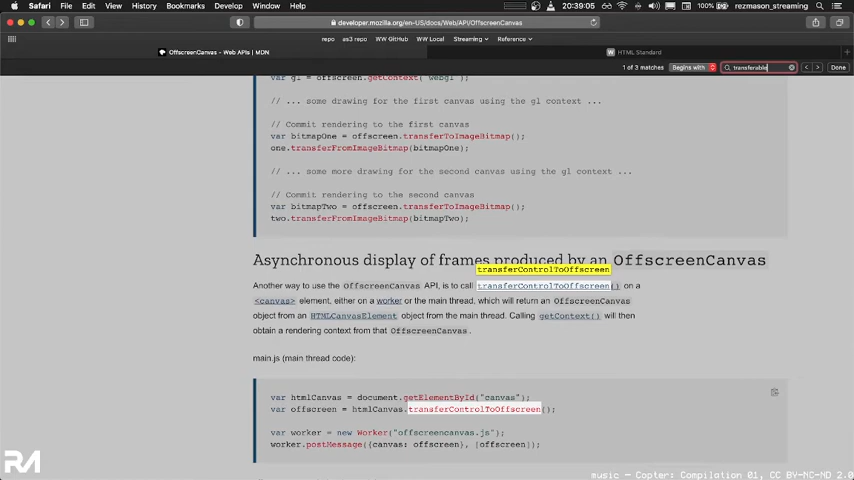 Safari File Edit View History Bookmarks Develop Window Help 20:39:05 100% rezmason_streaming
developer.mozilla.org/en-US/docs/Web/API/OffscreenCanvas
repo as3 repo WW GitHub WW Local Streaming Reference
OffscreenCanvas - Web APIs | MDN HTML Standard
1 of 3 matches Begins with transferable Done
var gl = offscreen.getContext('webgl')
// ... some drawing for the first canvas using the gl context ...
// Commit rendering to the first canvas
var bitmapOne = offscreen.transferToImageBitmap();
one.transferFromImageBitmap(bitmapOne);
// ... some more drawing for the second canvas using the gl context ...
// Commit rendering to the second canvas
var bitmapTwo = offscreen.transferToImageBitmap();
two.transferFromImageBitmap(bitmapTwo);
Asynchronous display of frames produced by an OffscreenCanvas
transferControlToOffscreen
Another way to use the OffscreenCanvas API, is to call transferControlToOffscreen() on a
<canvas> element, either on a worker or the main thread, which will return an OffscreenCanvas
object from an HTMLCanvasElement object from the main thread. Calling getContext() will then
obtain a rendering context from that OffscreenCanvas.
main.js (main thread code):
var htmlCanvas = document.getElementById("canvas");
var offscreen = htmlCanvas.transferControlToOffscreen();
var worker = new Worker("offscreencanvas.js");
worker.postMessage({canvas: offscreen}, [offscreen]);
RM
music - Copter: Compilation 01, CC BY-NC-ND 2.0